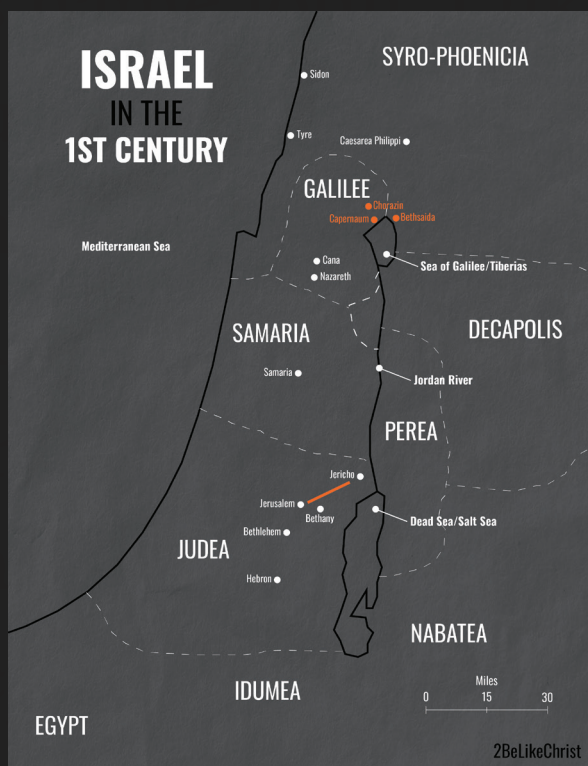 ISRAEL
IN THE
1ST CENTURY
SYRO-PHOENICIA
Sidon
Tyre
Caesarea Philippi
GALILEE
Chorazin
Capernaum
Bethsaida
Mediterranean Sea
Cana
Sea of Galilee/Tiberias
Nazareth
SAMARIA
DECAPOLIS
Samaria
Jordan River
PEREA
Jericho
Jerusalem
Bethany
Dead Sea/Salt Sea
Bethlehem
JUDEA
Hebron
NABATEA
IDUMEA
Miles
0 15 30
EGYPT
2BeLikeChrist